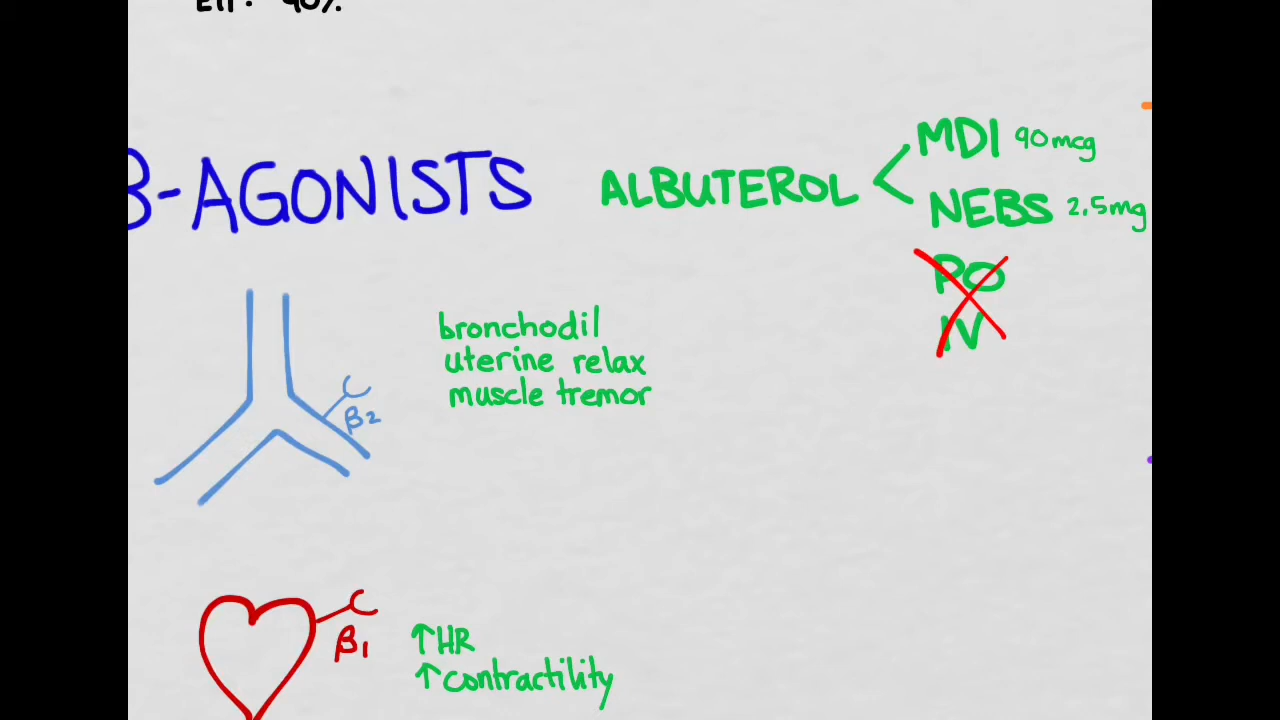 β-AGONISTS
ALBUTEROL
MDI 90mcg
NEBS 2.5mg
PO
IV
bronchodil
uterine relax
muscle tremor
β2
β1
↑HR
↑contractility